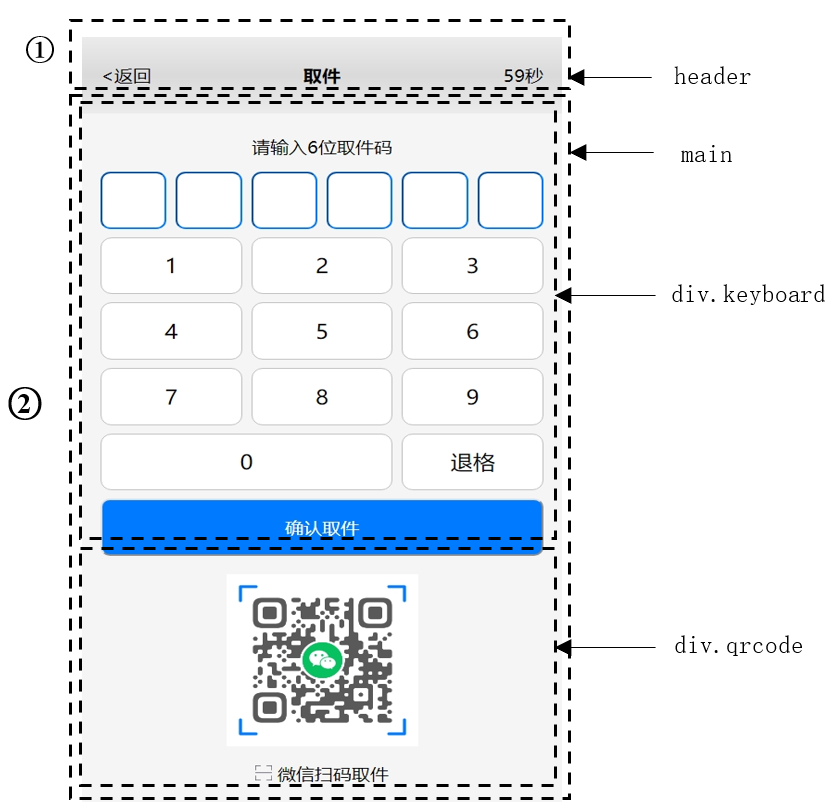 ①
<返回 取件 59秒
header
请输入6位取件码
main
1 2 3
div.keyboard
4 5 6
②
7 8 9
0 退格
确认取件
div.qrcode
微信扫码取件